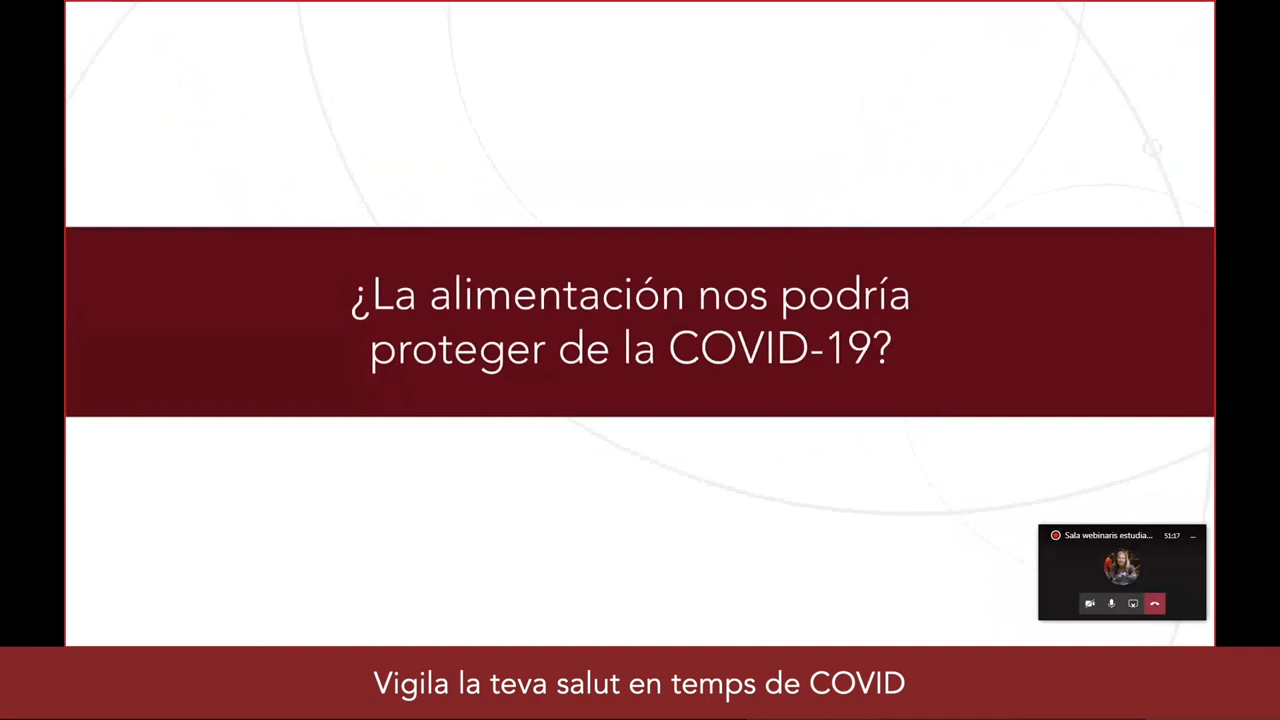 ¿La alimentación nos podría
proteger de la COVID-19?
Sala webinaris estudia...
51:17
Vigila la teva salut en temps de COVID